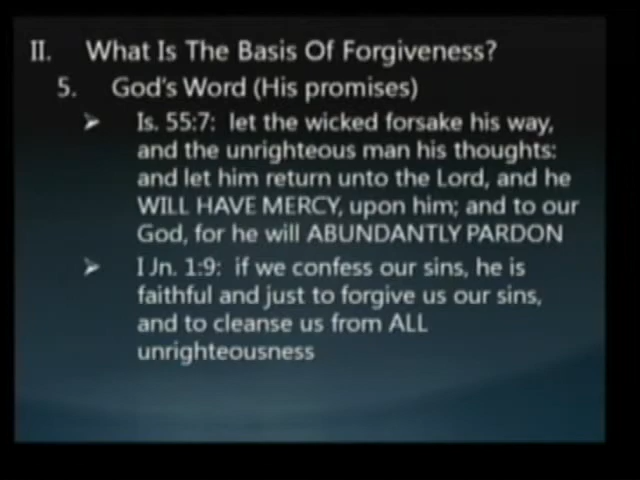 II. What Is The Basis Of Forgiveness?
5. God's Word (His promises)
➢ Is. 55:7: let the wicked forsake his way,
and the unrighteous man his thoughts:
and let him return unto the Lord, and he
WILL HAVE MERCY, upon him; and to our
God, for he will ABUNDANTLY PARDON
➢ I Jn. 1:9: if we confess our sins, he is
faithful and just to forgive us our sins,
and to cleanse us from ALL
unrighteousness